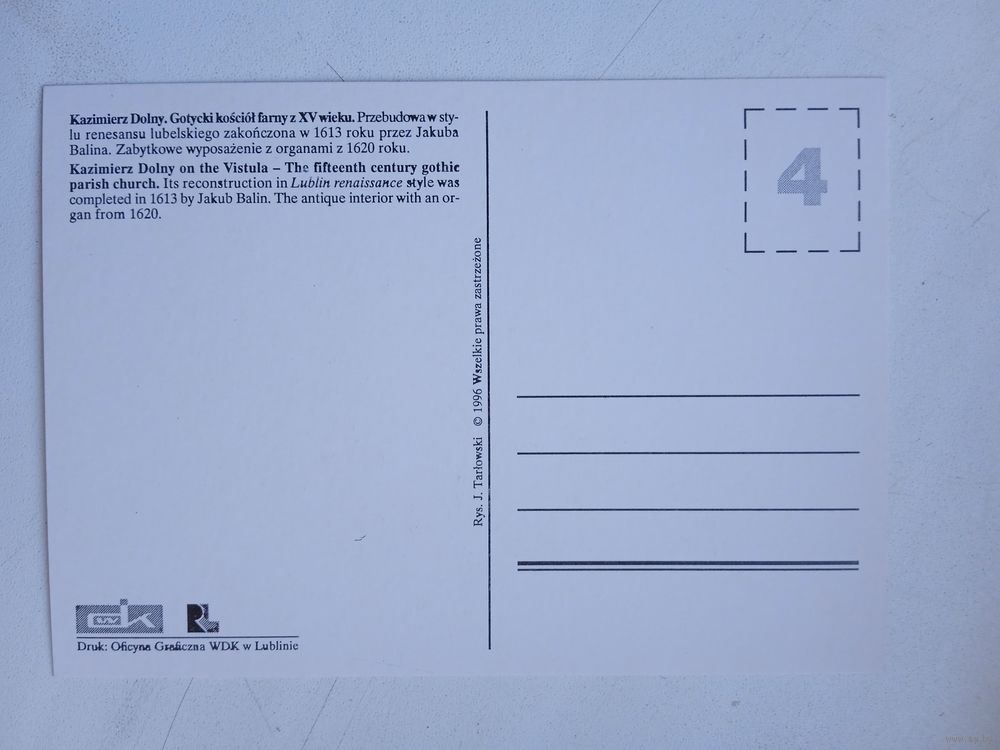 Kazimierz Dolny. Gotycki kościół farny z XV wieku. Przebudowa w sty-
lu renesansu lubelskiego zakończona w 1613 roku przez Jakuba
Balina. Zabytkowe wyposażenie z organami z 1620 roku.
Kazimierz Dolny on the Vistula – The fifteenth century gothic
parish church. Its reconstruction in Lublin renaissance style was
completed in 1613 by Jakub Balin. The antique interior with an or-
gan from 1620.
Rys. J. Tarłowski © 1996 Wszelkie prawa zastrzeżone
4
Druk: Oficyna Graficzna WDK w Lublinie